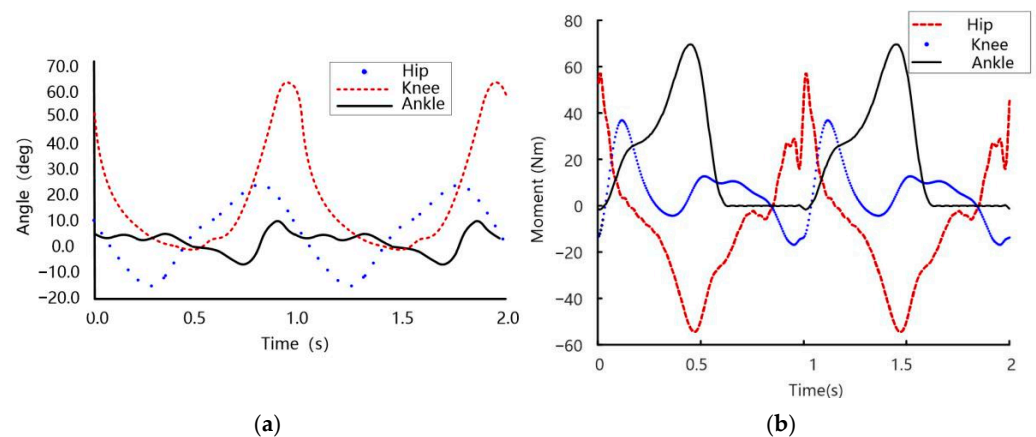 70.0
60.0
50.0
40.0
30.0
20.0
10.0
0.0
−10.0
−20.0
Angle (deg)
Hip
Knee
Ankle
0.0 0.5 1.0 1.5 2.0
Time (s)
(a)
80
60
40
20
0
−20
−40
−60
Moment (Nm)
Hip
Knee
Ankle
0 0.5 1 1.5 2
Time(s)
(b)